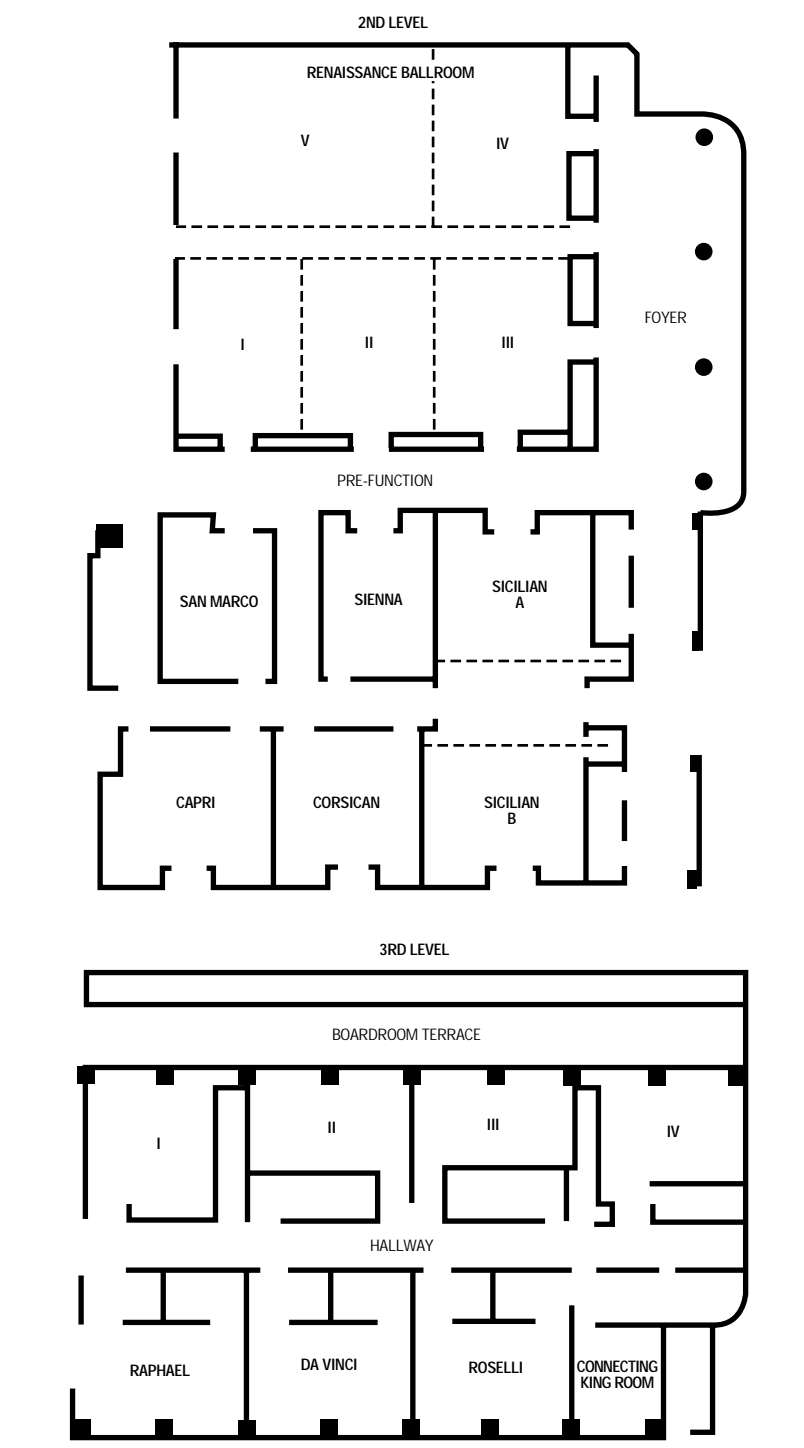 2ND LEVEL
RENAISSANCE BALLROOM
V
IV
I
II
III
FOYER
PRE-FUNCTION
SAN MARCO
SIENNA
SICILIAN
A
CAPRI
CORSICAN
SICILIAN
B
3RD LEVEL
BOARDROOM TERRACE
I
II
III
IV
HALLWAY
RAPHAEL
DA VINCI
ROSELLI
CONNECTING
KING ROOM